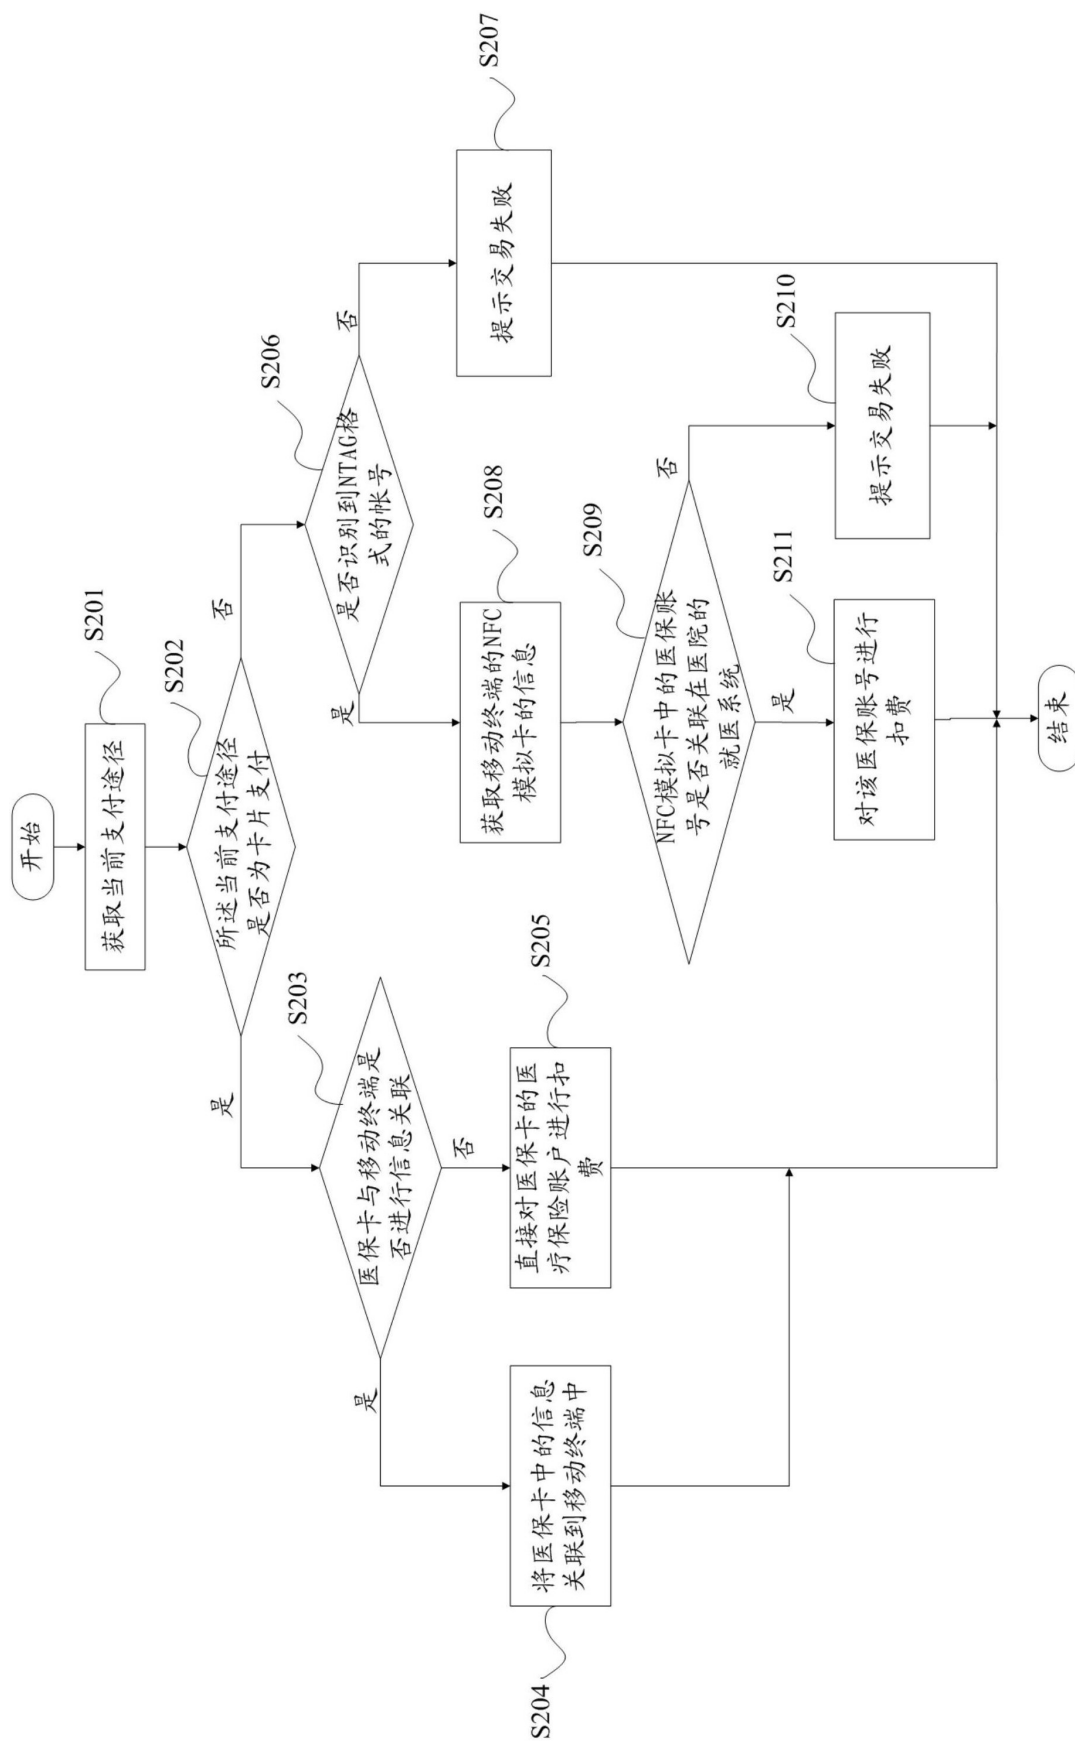 开始
S201
获取当前支付途径
S202
所述当前支付途径
是否为卡片支付
是
否
S203
医保卡与移动终端是
否进行信息关联
S206
是否识别到NTAG格
式的帐号
是
否
是
否
S204
将医保卡中的信息
关联到移动终端中
S205
直接对医保卡的医
疗保险账户进行扣
费
S208
获取移动终端的NFC
模拟卡的信息
S207
提示交易失败
S209
NFC模拟卡中的医保账
号是否关联在医院的
就医系统
是
否
S211
对该医保账号进行
扣费
S210
提示交易失败
结束